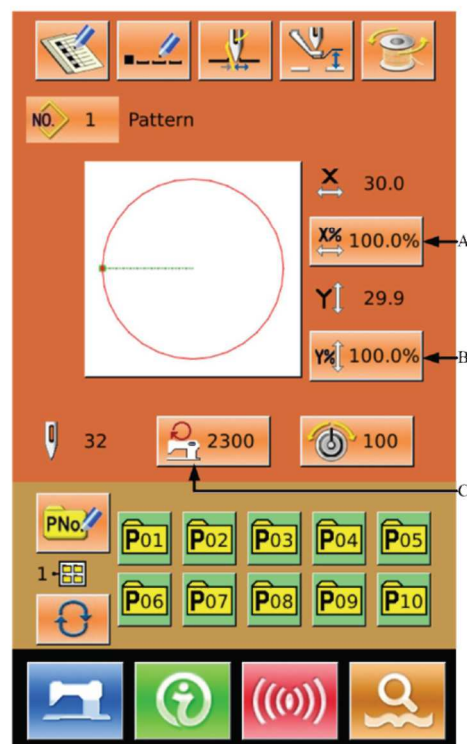 NO. 1 Pattern
X 30.0
X% 100.0% A
Y 29.9
Y% 100.0% B
32 2300 100
C
PNo.
P01 P02 P03 P04 P05
1-
P06 P07 P08 P09 P10
i